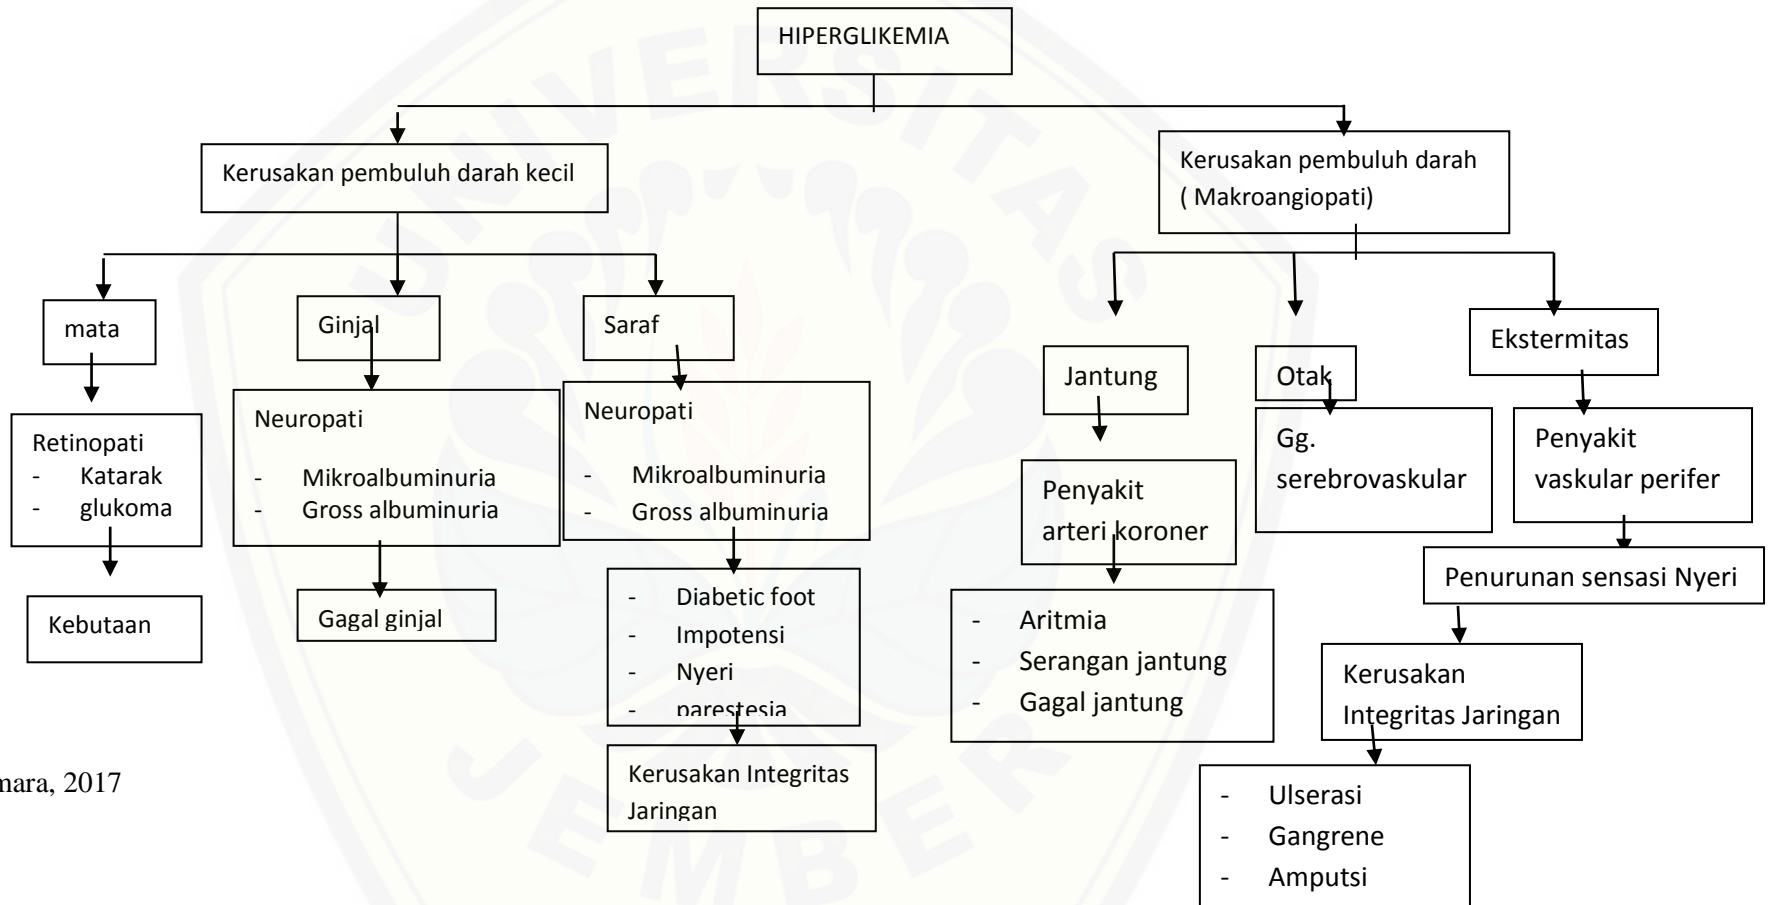 HIPERGLIKEMIA
Kerusakan pembuluh darah kecil
Kerusakan pembuluh darah
( Makroangiopati)
mata
Ginjal
Saraf
Jantung
Otak
Ekstermitas
Retinopati
- Katarak
- glukoma
Neuropati
- Mikroalbuminuria
- Gross albuminuria
Neuropati
- Mikroalbuminuria
- Gross albuminuria
Penyakit
arteri koroner
Gg.
serebrovaskular
Penyakit
vaskular perifer
Kebutaan
Gagal ginjal
- Diabetic foot
- Impotensi
- Nyeri
- parestesia
- Aritmia
- Serangan jantung
- Gagal jantung
Penurunan sensasi Nyeri
Kerusakan
Integritas Jaringan
Kerusakan Integritas
Jaringan
- Ulserasi
- Gangrene
- Amputsi
mara, 2017
UNIVERSITAS
JEMBER